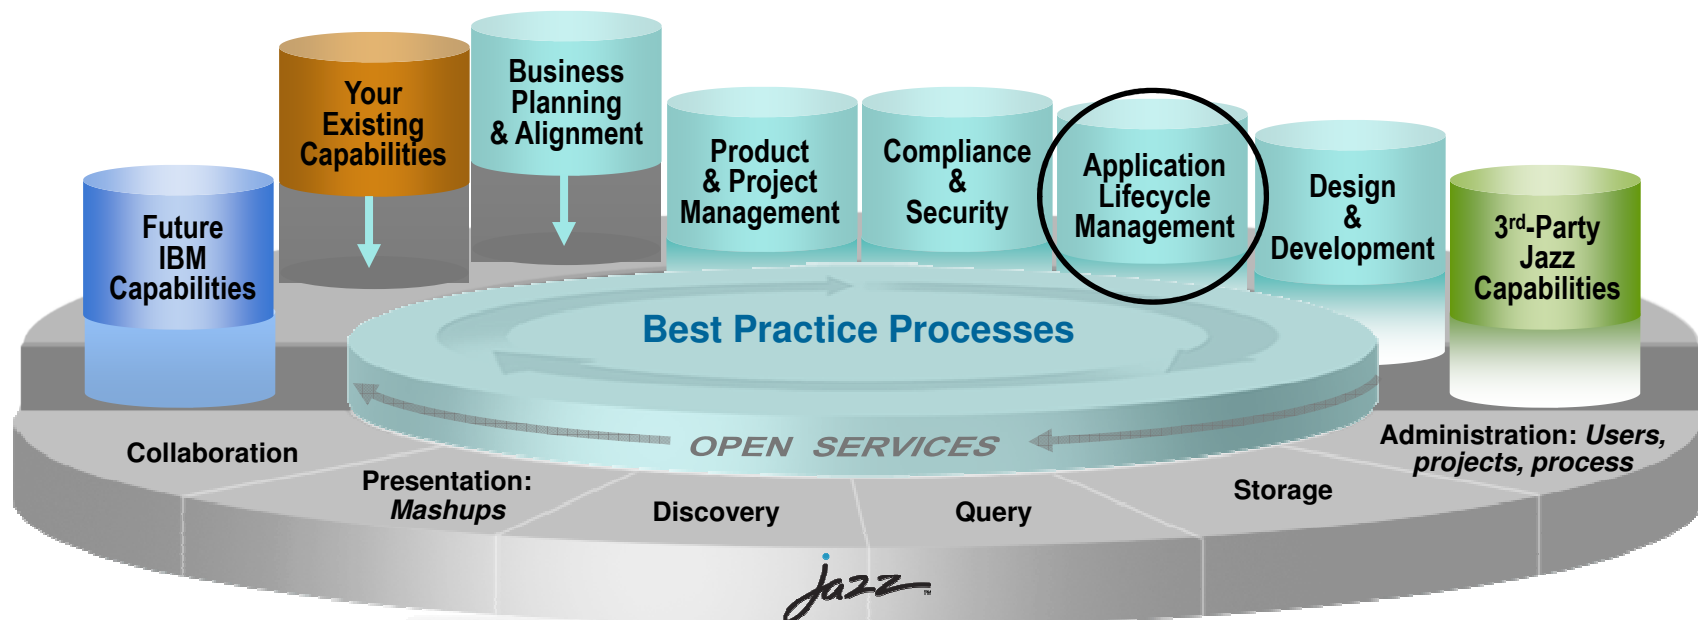 Your
Existing
Capabilities
Business
Planning
& Alignment
Product
& Project
Management
Compliance
&
Security
Application
Lifecycle
Management
Design
&
Development
Future
IBM
Capabilities
3rd-Party
Jazz
Capabilities
Best Practice Processes
OPEN SERVICES
Collaboration
Presentation:
Mashups
Discovery
Query
Storage
Administration: Users,
projects, process
jazz™